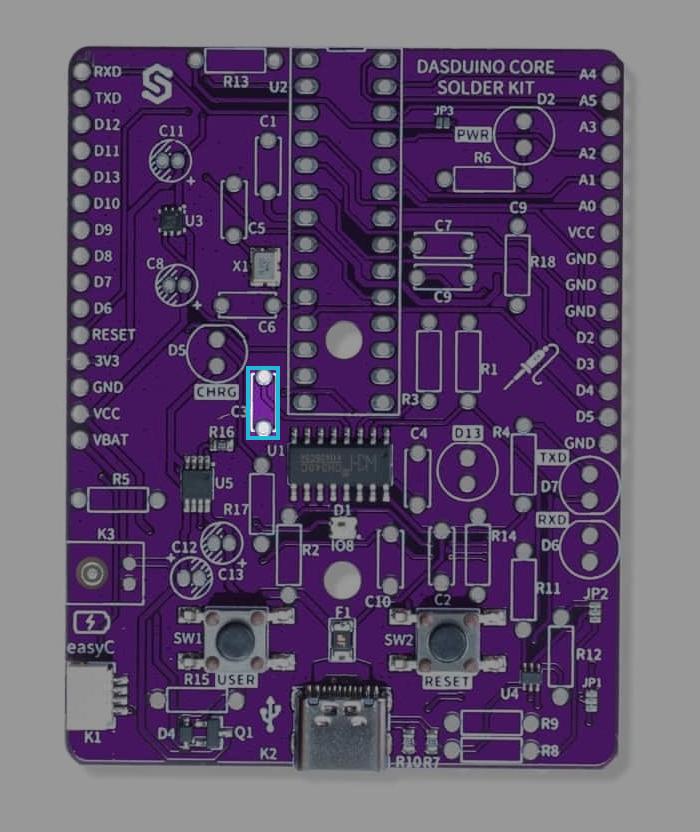 DASDUINO CORE
SOLDER KIT
RXD
TXD
D12
D11
D13
D10
D9
D8
D7
D6
RESET
3V3
GND
VCC
VBAT
A4
A5
A3
A2
A1
A0
VCC
GND
GND
GND
D2
D3
D4
D5
GND
R13
U2
JP3
D2
PWR
C11
C1
R6
U3
C5
C7
C9
X1
R18
C8
C9
C6
D5
R1
CHRG
R3
C3
R16
U1
C4
D13
R4
TXD
CH340C
R5
U5
D7
R17
D1
RXD
K3
IO8
R14
D6
C12
R2
C13
C10
C2
R11
JP2
F1
SW1
SW2
easyC
R12
USER
RESET
R15
U4
JP1
K1
D4
Q1
R9
K2
R8
R10
R7